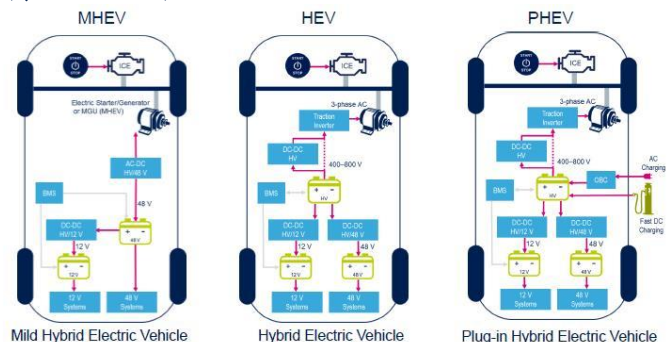 MHEV
START
STOP
ICE
Electric Starter/Generator
or MGU (MHEV)
AC-DC
HV/48 V
BMS
48 V
DC-DC
HV/12 V
12 V
48 V
12 V
12 V
Systems
48 V
Systems
Mild Hybrid Electric Vehicle
HEV
START
STOP
ICE
3-phase AC
Traction
Inverter
DC-DC
HV
400–800 V
BMS
HV
DC-DC
HV/12 V
DC-DC
HV/48 V
12 V
48 V
12 V
48 V
12 V
Systems
48 V
Systems
Hybrid Electric Vehicle
PHEV
START
STOP
ICE
3-phase AC
Traction
Inverter
DC-DC
HV
400–800 V
AC
Charging
BMS
HV
OBC
Fast DC
Charging
DC-DC
HV/12 V
DC-DC
HV/48 V
12 V
48 V
12 V
48 V
12 V
Systems
48 V
Systems
Plug-in Hybrid Electric Vehicle